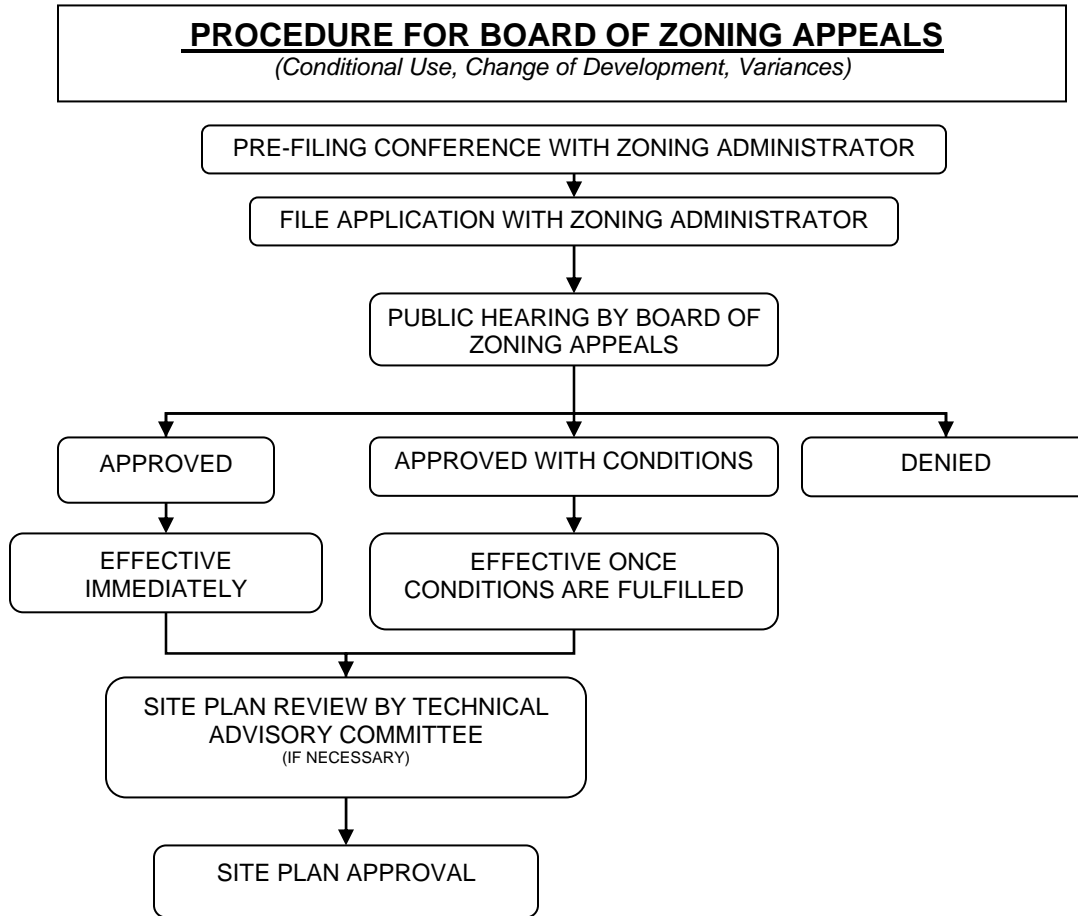 PROCEDURE FOR BOARD OF ZONING APPEALS
(Conditional Use, Change of Development, Variances)
PRE-FILING CONFERENCE WITH ZONING ADMINISTRATOR
FILE APPLICATION WITH ZONING ADMINISTRATOR
PUBLIC HEARING BY BOARD OF
ZONING APPEALS
APPROVED
APPROVED WITH CONDITIONS
DENIED
EFFECTIVE
IMMEDIATELY
EFFECTIVE ONCE
CONDITIONS ARE FULFILLED
SITE PLAN REVIEW BY TECHNICAL
ADVISORY COMMITTEE
(IF NECESSARY)
SITE PLAN APPROVAL